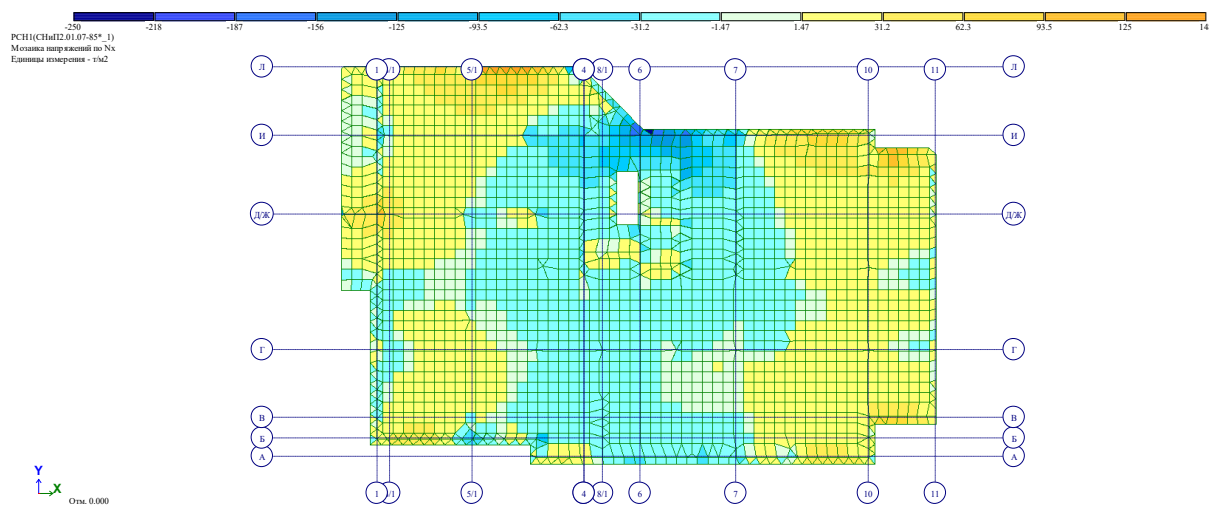 -250 -218 -187 -156 -125 -93.5 -62.3 -31.2 -1.47 1.47 31.2 62.3 93.5 125 14
РСН1(СНиП2.01.07-85*_1)
Мозаика напряжений по Nx
Единицы измерения - т/м2
Л 1 /1 5/1 4 8/1 6 7 10 11 Л
И И
Д/Ж Д/Ж
Г Г
В В
Б Б
А А
Y
X
Отм. 0.000
1 /1 5/1 4 8/1 6 7 10 11